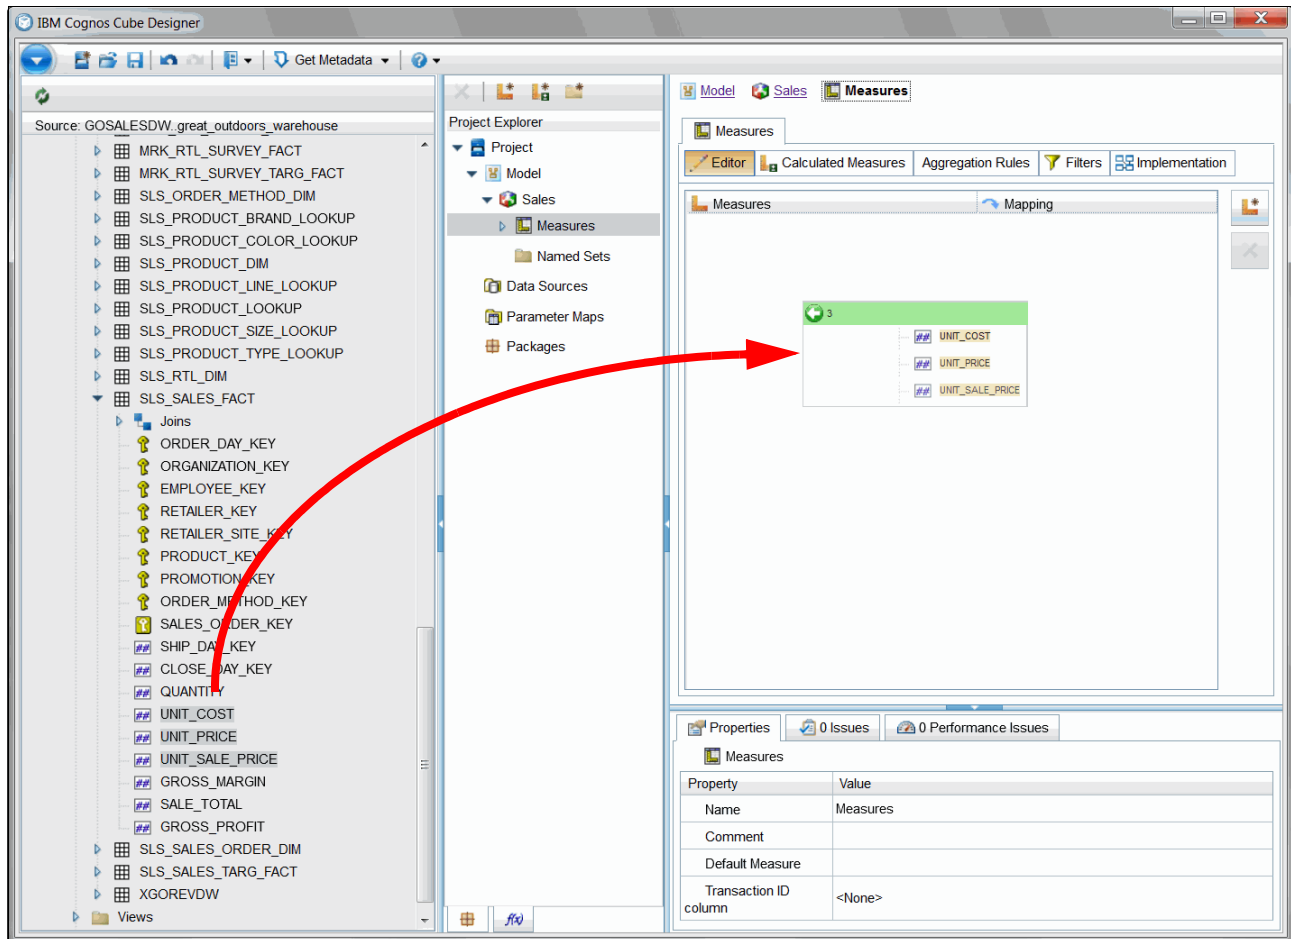 IBM Cognos Cube Designer
Get Metadata
Source: GOSALESDW..great_outdoors_warehouse
MRK_RTL_SURVEY_FACT
MRK_RTL_SURVEY_TARG_FACT
SLS_ORDER_METHOD_DIM
SLS_PRODUCT_BRAND_LOOKUP
SLS_PRODUCT_COLOR_LOOKUP
SLS_PRODUCT_DIM
SLS_PRODUCT_LINE_LOOKUP
SLS_PRODUCT_LOOKUP
SLS_PRODUCT_SIZE_LOOKUP
SLS_PRODUCT_TYPE_LOOKUP
SLS_RTL_DIM
SLS_SALES_FACT
Joins
ORDER_DAY_KEY
ORGANIZATION_KEY
EMPLOYEE_KEY
RETAILER_KEY
RETAILER_SITE_KEY
PRODUCT_KEY
PROMOTION_KEY
ORDER_METHOD_KEY
SALES_ORDER_KEY
SHIP_DAY_KEY
CLOSE_DAY_KEY
QUANTITY
UNIT_COST
UNIT_PRICE
UNIT_SALE_PRICE
GROSS_MARGIN
SALE_TOTAL
GROSS_PROFIT
SLS_SALES_ORDER_DIM
SLS_SALES_TARG_FACT
XGOREVDW
Views
Project Explorer
Project
Model
Sales
Measures
Named Sets
Data Sources
Parameter Maps
Packages
f(x)
Model Sales Measures
Measures
Editor Calculated Measures Aggregation Rules Filters Implementation
Measures Mapping
3
UNIT_COST
UNIT_PRICE
UNIT_SALE_PRICE
Properties 0 Issues 0 Performance Issues
Measures
Property Value
Name Measures
Comment
Default Measure
Transaction ID
column <None>